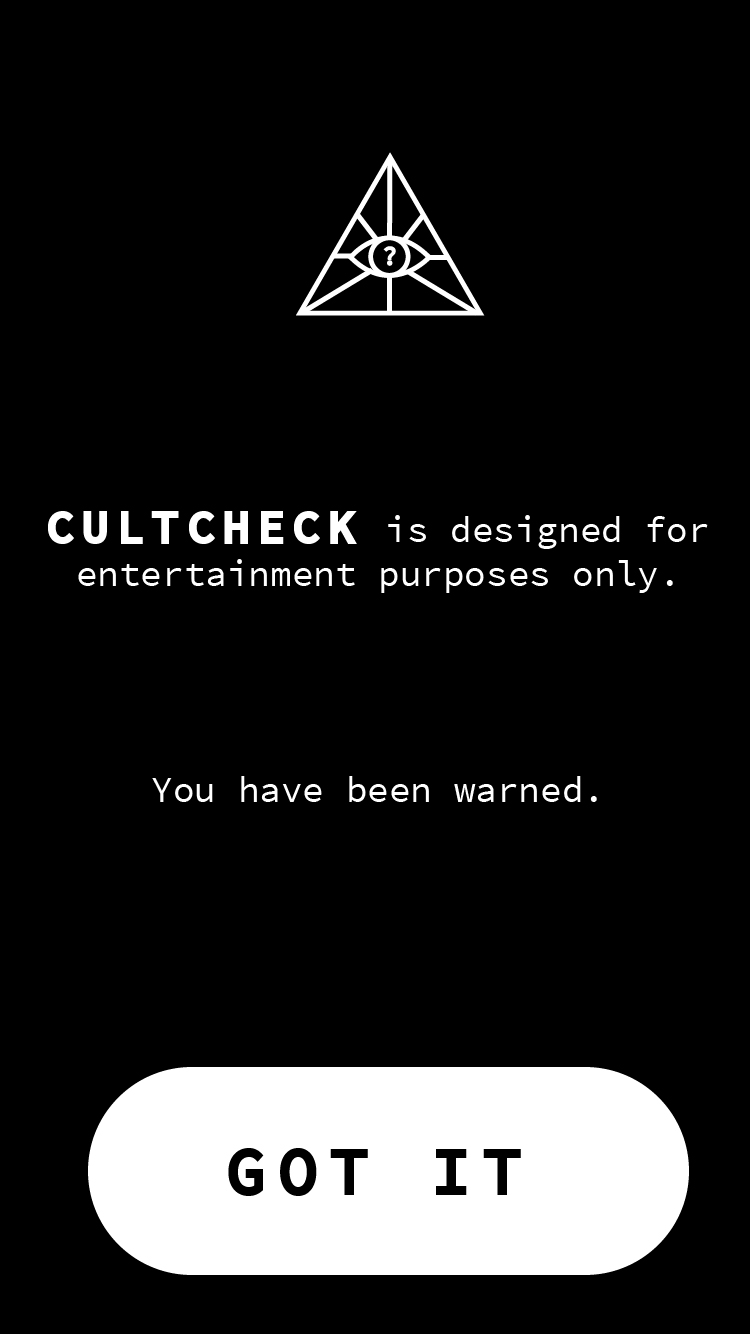 ?
CULTCHECK is designed for
entertainment purposes only.
You have been warned.
GOT IT